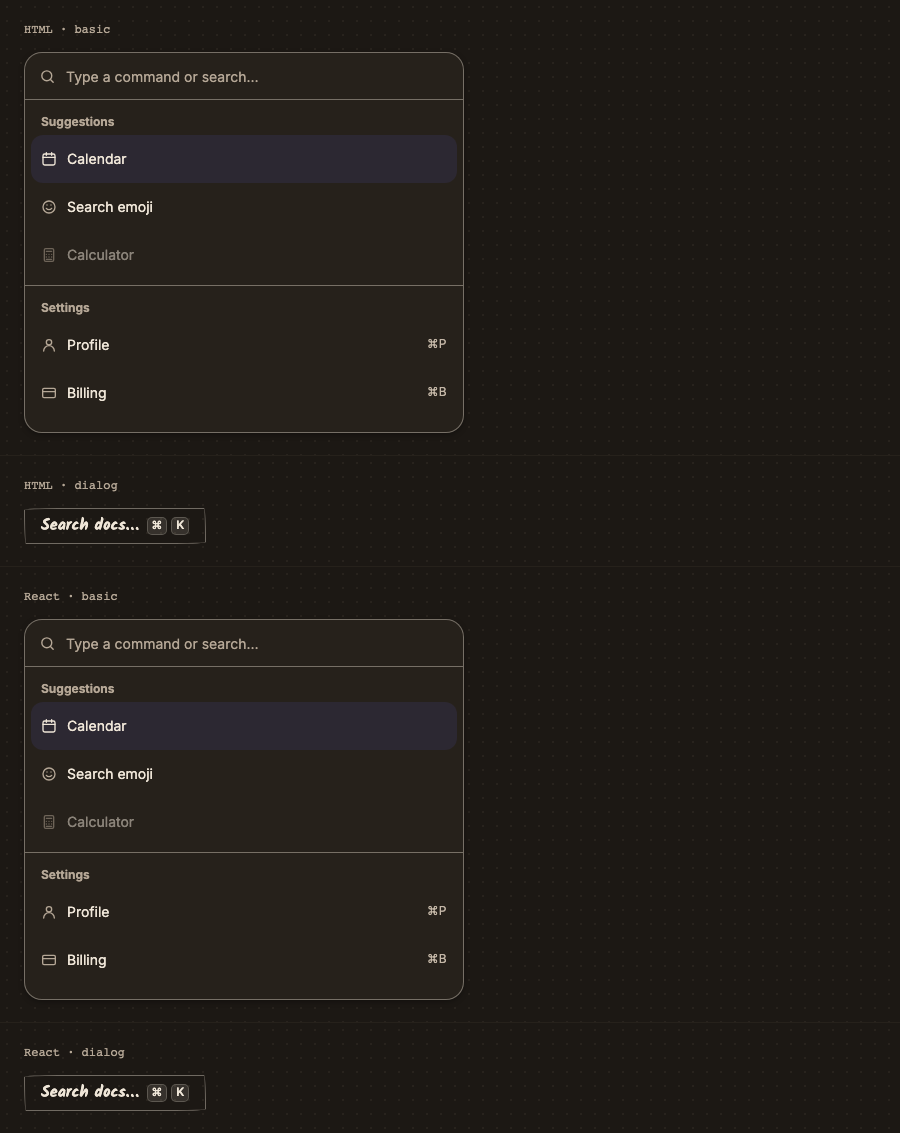 HTML • basic
Type a command or search...
Suggestions
Calendar
Search emoji
Calculator
Settings
Profile ⌘P
Billing ⌘B
HTML • dialog
Search docs... ⌘ K
React • basic
Type a command or search...
Suggestions
Calendar
Search emoji
Calculator
Settings
Profile ⌘P
Billing ⌘B
React • dialog
Search docs... ⌘ K